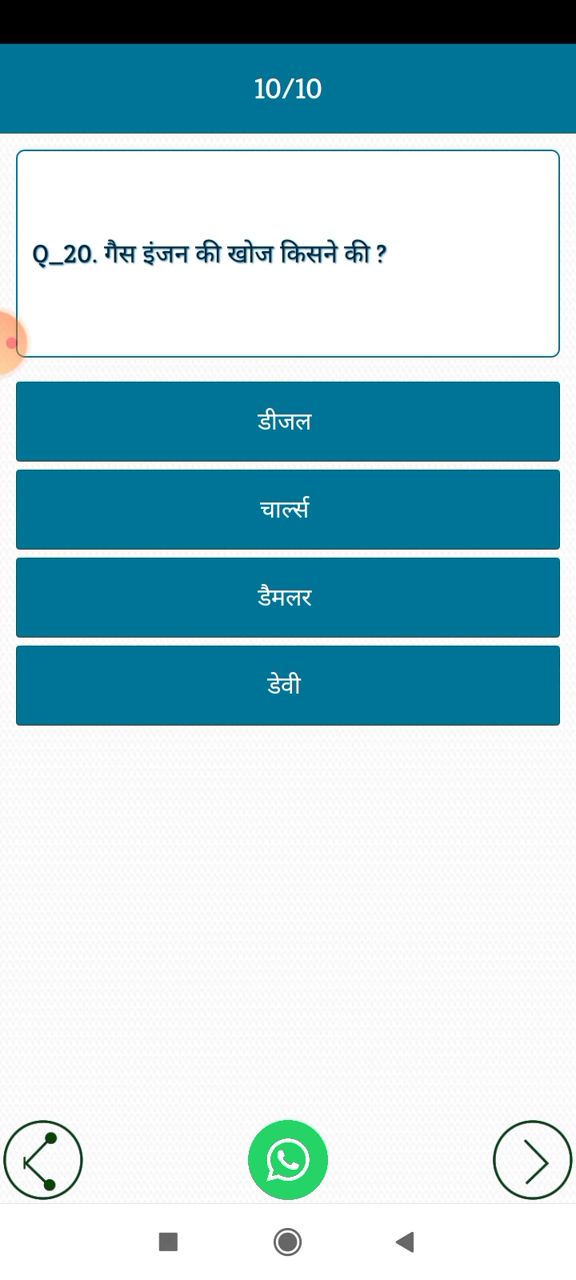 10/10
Q_20. गैस इंजन की खोज किसने की ?
डीजल
चार्ल्स
डैमलर
डेवी